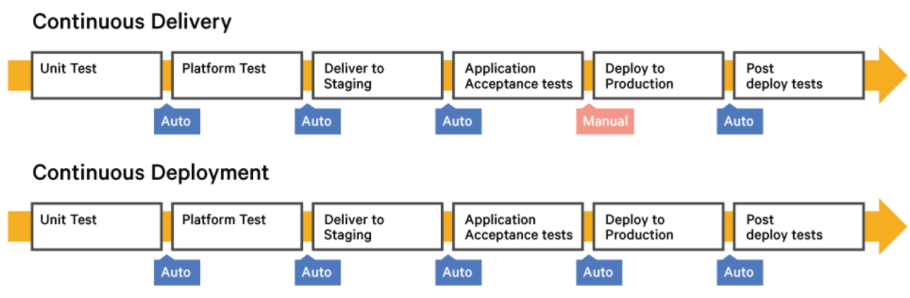 Continuous Delivery
Unit Test
Platform Test
Deliver to
Staging
Application
Acceptance tests
Deploy to
Production
Post
deploy tests
Auto
Auto
Auto
Manual
Auto
Continuous Deployment
Unit Test
Platform Test
Deliver to
Staging
Application
Acceptance tests
Deploy to
Production
Post
deploy tests
Auto
Auto
Auto
Auto
Auto